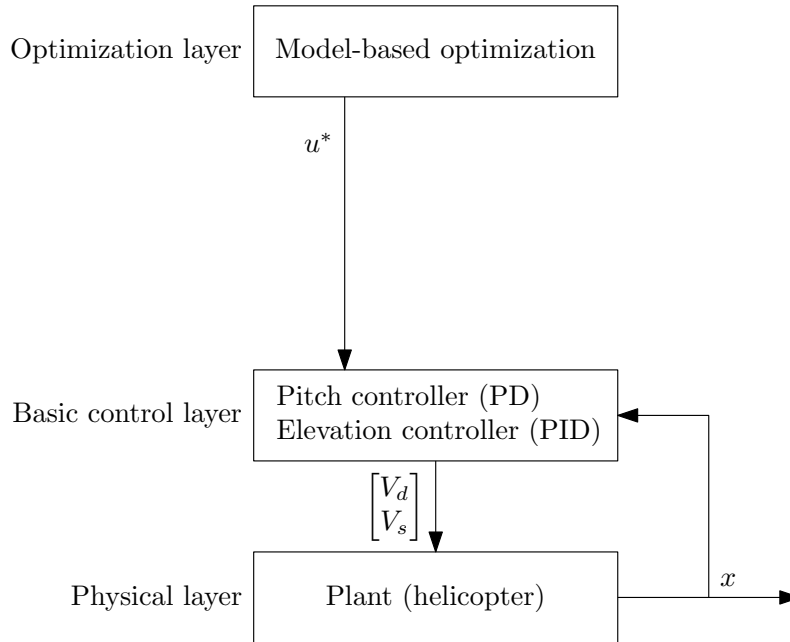 Optimization layer
Model-based optimization
u*
Basic control layer
Pitch controller (PD)
Elevation controller (PID)
[V_d
V_s]
Physical layer
Plant (helicopter)
x